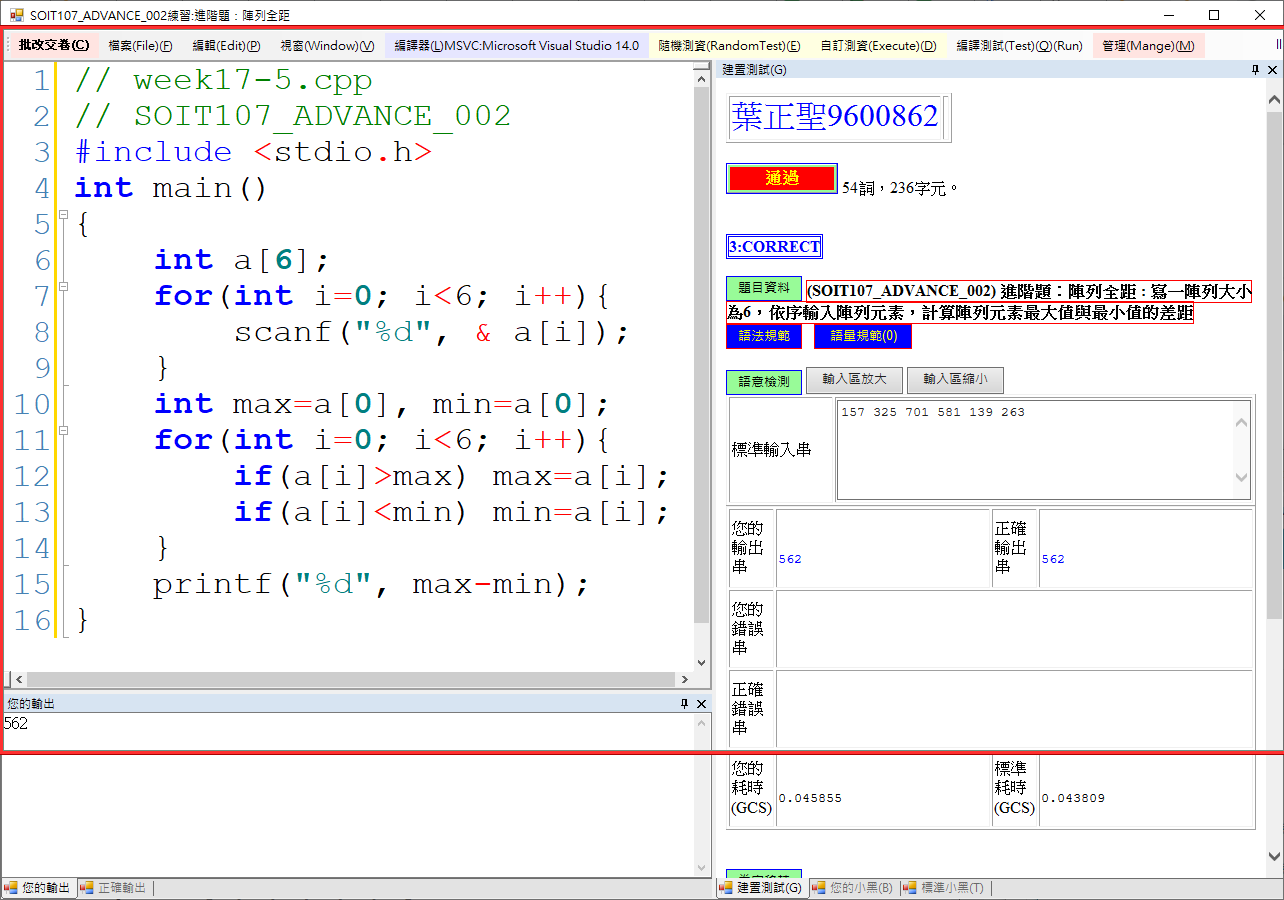 SOIT107_ADVANCE_002練習:進階題：陣列全距
批改交卷(C) 檔案(File)(F) 編輯(Edit)(P) 視窗(Window)(V) 編譯器(L)MSVC:Microsoft Visual Studio 14.0 隨機測資(RandomTest)(E) 自訂測資(Execute)(D) 編譯測試(Test)(Q)(Run) 管理(Mange)(M)
1 // week17-5.cpp
2 // SOIT107_ADVANCE_002
3 #include <stdio.h>
4 int main()
5 {
6 int a[6];
7 for(int i=0; i<6; i++){
8 scanf("%d", & a[i]);
9 }
10 int max=a[0], min=a[0];
11 for(int i=0; i<6; i++){
12 if(a[i]>max) max=a[i];
13 if(a[i]<min) min=a[i];
14 }
15 printf("%d", max-min);
16 }
您的輸出
562
您的輸出 正確輸出
建置測試(G)
葉正聖9600862
通過 54詞，236字元。
3:CORRECT
題目資料 (SOIT107_ADVANCE_002) 進階題：陣列全距：寫一陣列大小
為6，依序輸入陣列元素，計算陣列元素最大值與最小值的差距
語法規範 語量規範(0)
語意檢測 輸入區放大 輸入區縮小
標準輸入串 157 325 701 581 139 263
您的輸出串 562 正確輸出串 562
您的錯誤串
正確錯誤串
您的耗時(GCS) 0.045855 標準耗時(GCS) 0.043809
建置測試(G) 您的小黑(B) 標準小黑(T)